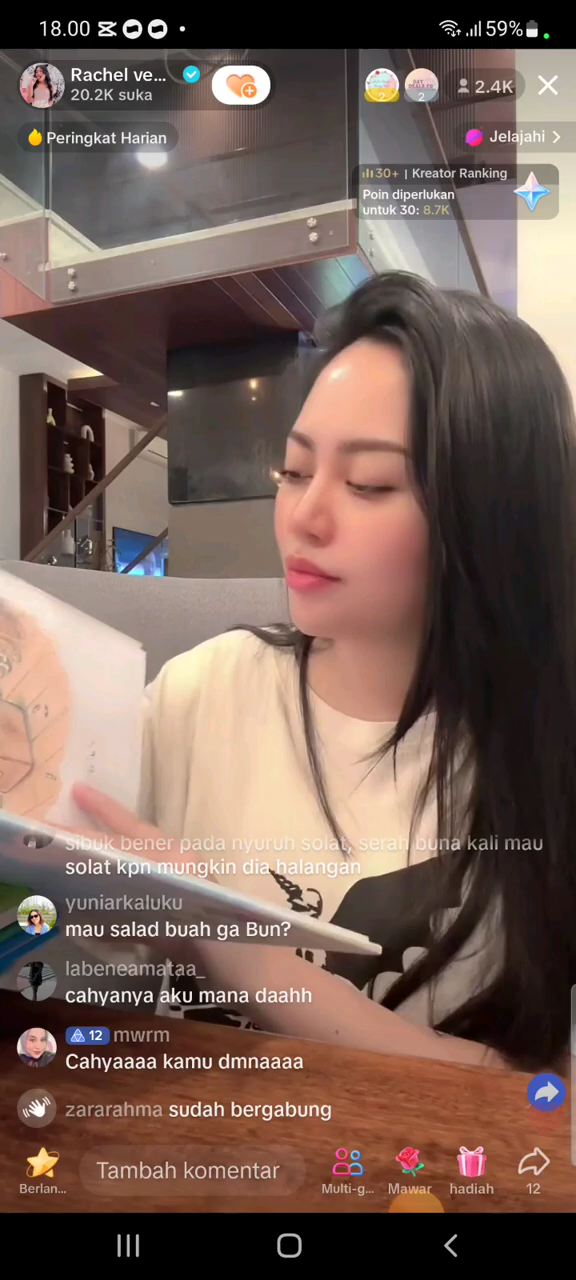 18.00
59%
Rachel ve...
20.2K suka
2
2
2.4K
Peringkat Harian
Jelajahi
30+ | Kreator Ranking
Poin diperlukan
untuk 30: 8.7K
sibuk bener pada nyuruh solat, serah buna kali mau
solat kpn mungkin dia halangan
yuniarkaluku
mau salad buah ga Bun?
labeneamataa_
cahyanya aku mana daahh
12 mwrm
Cahyaaaa kamu dmnaaaa
zararahma sudah bergabung
Tambah komentar
Berlan...
Multi-g...
Mawar
hadiah
12